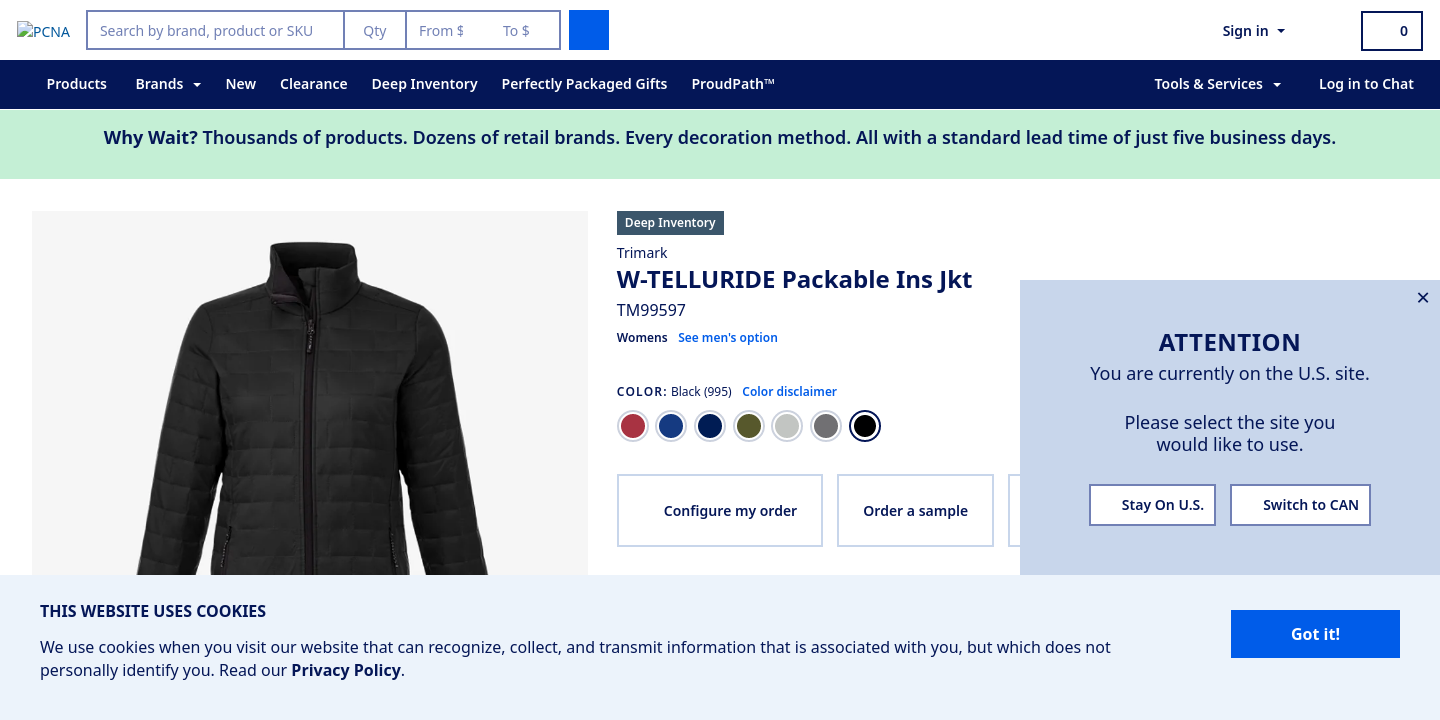 PCNA
Search by brand, product or SKU
Qty
From $
To $
Sign in
0
Products
Brands
New
Clearance
Deep Inventory
Perfectly Packaged Gifts
ProudPath™
Tools & Services
Log in to Chat
Why Wait? Thousands of products. Dozens of retail brands. Every decoration method. All with a standard lead time of just five business days.
Deep Inventory
Trimark
W-TELLURIDE Packable Ins Jkt
TM99597
Womens See men's option
COLOR: Black (995) Color disclaimer
Configure my order
Order a sample
×
ATTENTION
You are currently on the U.S. site.
Please select the site you
would like to use.
Stay On U.S.
Switch to CAN
THIS WEBSITE USES COOKIES
We use cookies when you visit our website that can recognize, collect, and transmit information that is associated with you, but which does not
personally identify you. Read our Privacy Policy.
Got it!